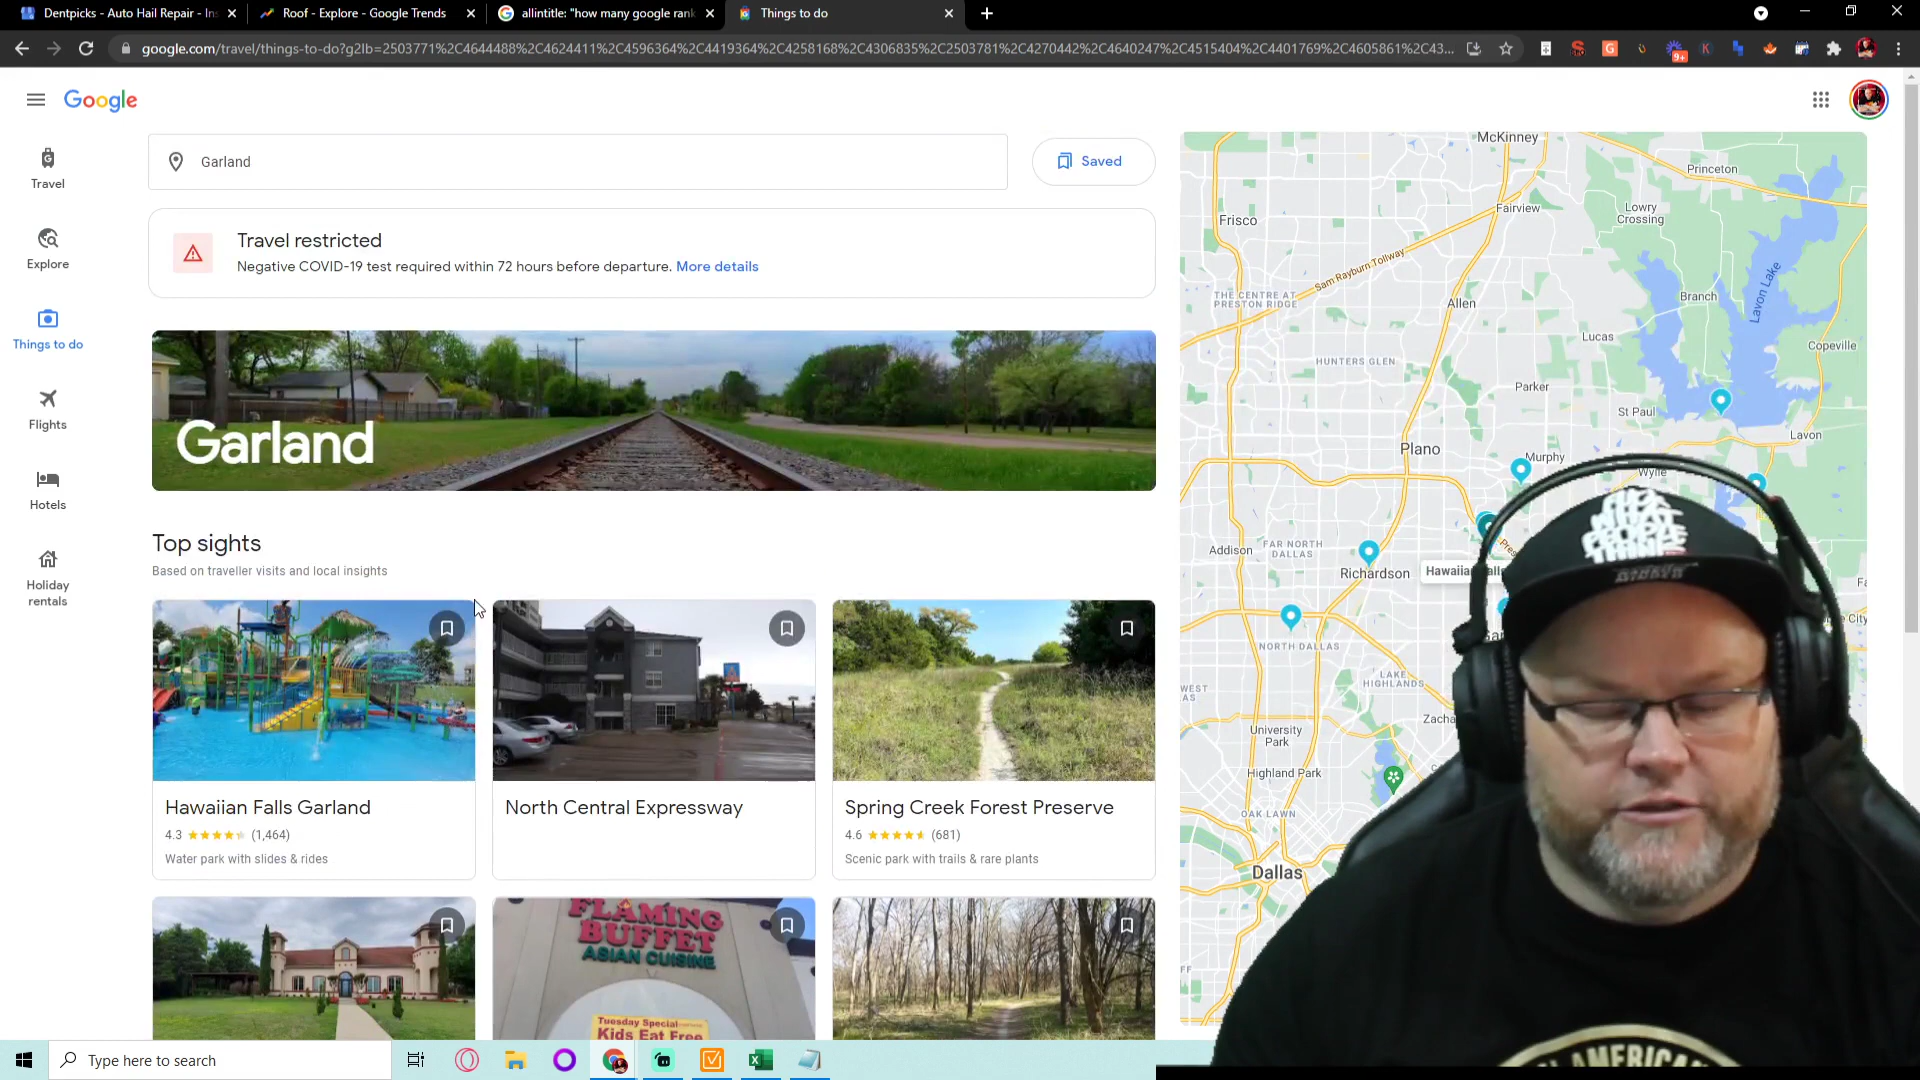 Dentpicks - Auto Hail Repair - In
Roof - Explore - Google Trends
allintitle: "how many google rank
Things to do
google.com/travel/things-to-do?g2lb=2503771%2C4644488%2C4624411%2C4596364%2C4419364%2C4258168%2C4306835%2C2503781%2C4270442%2C4640247%2C4515404%2C4401769%2C4605861%2C43...
9+
Google
Garland
Saved
Travel
Explore
Things to do
Flights
Hotels
Holiday
rentals
Travel restricted
Negative COVID-19 test required within 72 hours before departure. More details
Garland
Top sights
Based on traveller visits and local insights
Hawaiian Falls Garland
4.3 (1,464)
Water park with slides & rides
North Central Expressway
Spring Creek Forest Preserve
4.6 (681)
Scenic park with trails & rare plants
FLAMING
BUFFET
ASIAN CUISINE
Tuesday Special
Kids Eat Free
McKinney
Princeton
Frisco
Fairview
Lowry
Crossing
Sam Rayburn Tollway
THE CENTRE AT
PRESTON RIDGE
Allen
Branch
Lavon Lake
Lucas
Copeville
HUNTERS GLEN
Parker
St Paul
Lavon
Plano
Murphy
Wylie
Addison
FAR NORTH
DALLAS
Richardson
Hawaiian Falls
NORTH DALLAS
LAKE
HIGHLANDS
University
Park
Highland Park
OAK LAWN
Dallas
AMERICAN
Type here to search